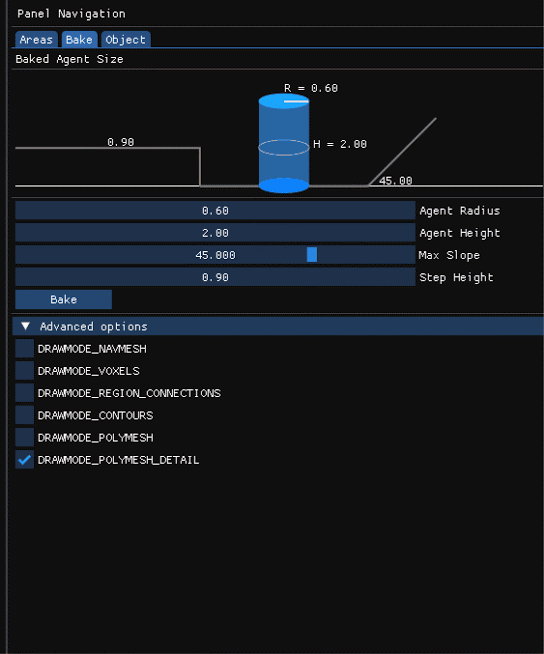 Panel Navigation
Areas Bake Object
Baked Agent Size
R = 0.60
0.90
H = 2.00
45.00
0.60 Agent Radius
2.00 Agent Height
45.000 Max Slope
0.90 Step Height
Bake
Advanced options
DRAWMODE_NAVMESH
DRAWMODE_VOXELS
DRAWMODE_REGION_CONNECTIONS
DRAWMODE_CONTOURS
DRAWMODE_POLYMESH
DRAWMODE_POLYMESH_DETAIL